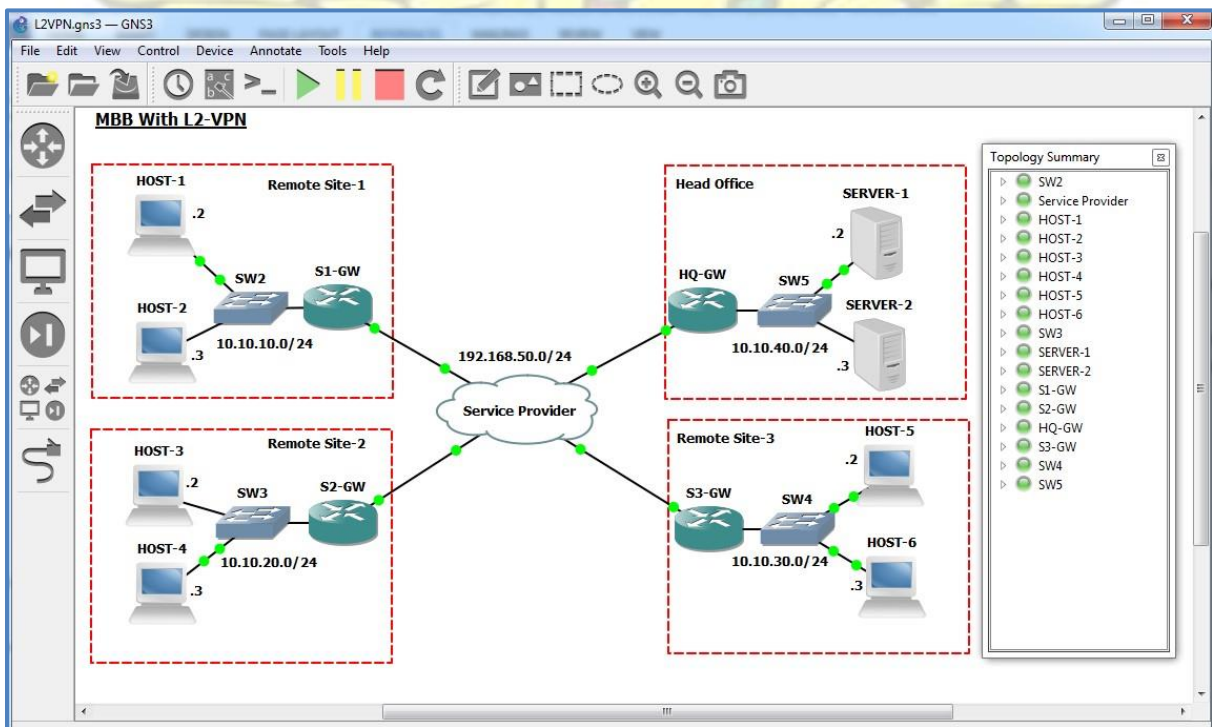 L2VPN.gns3 — GNS3
File Edit View Control Device Annotate Tools Help
MBB With L2-VPN
HOST-1
Remote Site-1
.2
SW2
S1-GW
HOST-2
.3
10.10.10.0/24
Head Office
SERVER-1
.2
HQ-GW
SW5
SERVER-2
10.10.40.0/24
.3
192.168.50.0/24
Service Provider
HOST-3
Remote Site-2
.2
SW3
S2-GW
HOST-4
10.10.20.0/24
.3
Remote Site-3
HOST-5
.2
S3-GW
SW4
HOST-6
10.10.30.0/24
.3
Topology Summary
SW2
Service Provider
HOST-1
HOST-2
HOST-3
HOST-4
HOST-5
HOST-6
SW3
SERVER-1
SERVER-2
S1-GW
S2-GW
HQ-GW
S3-GW
SW4
SW5